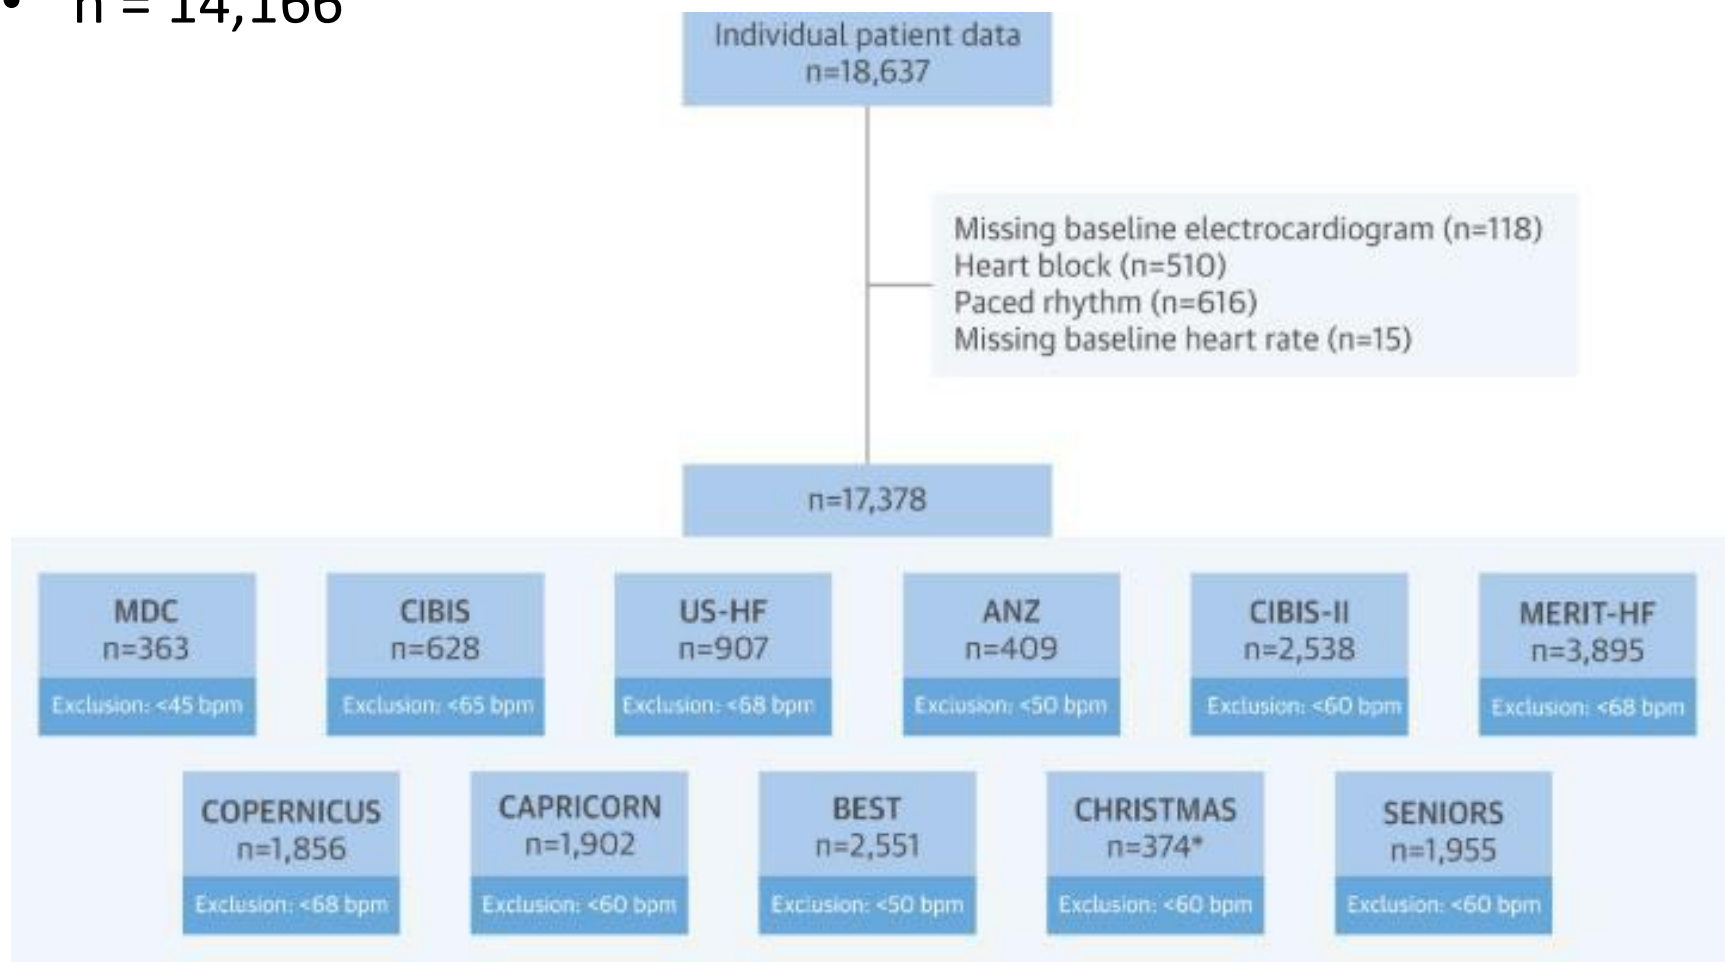 • n = 14,166
Individual patient data
n=18,637
Missing baseline electrocardiogram (n=118)
Heart block (n=510)
Paced rhythm (n=616)
Missing baseline heart rate (n=15)
n=17,378
MDC
n=363
Exclusion: <45 bpm
CIBIS
n=628
Exclusion: <65 bpm
US-HF
n=907
Exclusion: <68 bpm
ANZ
n=409
Exclusion: <50 bpm
CIBIS-II
n=2,538
Exclusion: <60 bpm
MERIT-HF
n=3,895
Exclusion: <68 bpm
COPERNICUS
n=1,856
Exclusion: <68 bpm
CAPRICORN
n=1,902
Exclusion: <60 bpm
BEST
n=2,551
Exclusion: <50 bpm
CHRISTMAS
n=374*
Exclusion: <60 bpm
SENIORS
n=1,955
Exclusion: <60 bpm